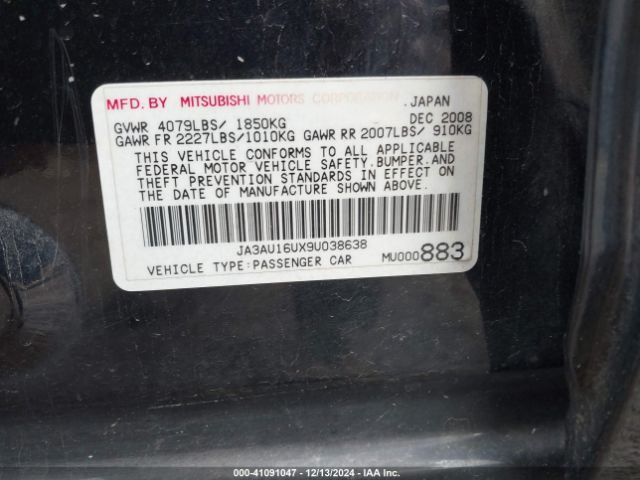 MFD. BY MITSUBISHI MOTORS CORPORATION .JAPAN
GVWR 4079LBS/ 1850KG DEC 2008
GAWR FR 2227LBS/1010KG GAWR RR 2007LBS/ 910KG
THIS VEHICLE CONFORMS TO ALL APPLICABLE
FEDERAL MOTOR VEHICLE SAFETY.BUMPER.AND
THEFT PREVENTION STANDARDS IN EFFECT ON
THE DATE OF MANUFACTURE SHOWN ABOVE.
JA3AU16UX9U038638
VEHICLE TYPE:PASSENGER CAR MU000883
000-41091047 - 12/13/2024 - IAA Inc.